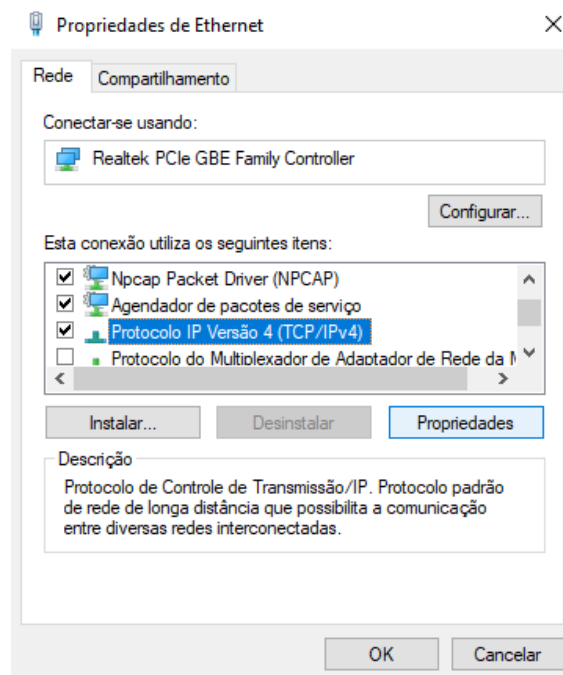 Propriedades de Ethernet
Rede
Compartilhamento
Conectar-se usando:
Realtek PCIe GBE Family Controller
Configurar...
Esta conexão utiliza os seguintes itens:
Npcap Packet Driver (NPCAP)
Agendador de pacotes de serviço
Protocolo IP Versão 4 (TCP/IPv4)
Protocolo do Multiplexador de Adaptador de Rede da
Instalar...
Desinstalar
Propriedades
Descrição
Protocolo de Controle de Transmissão/IP. Protocolo padrão
de rede de longa distância que possibilita a comunicação
entre diversas redes interconectadas.
OK
Cancelar